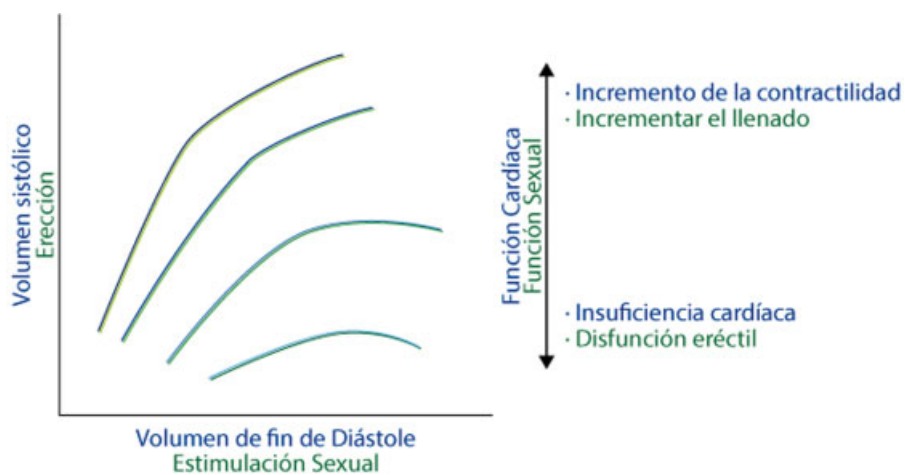 Volumen sistólico
Erección
Volumen de fin de Diástole
Estimulación Sexual
Función Cardíaca
Función Sexual
· Incremento de la contractilidad
· Incrementar el llenado
· Insuficiencia cardíaca
· Disfunción eréctil